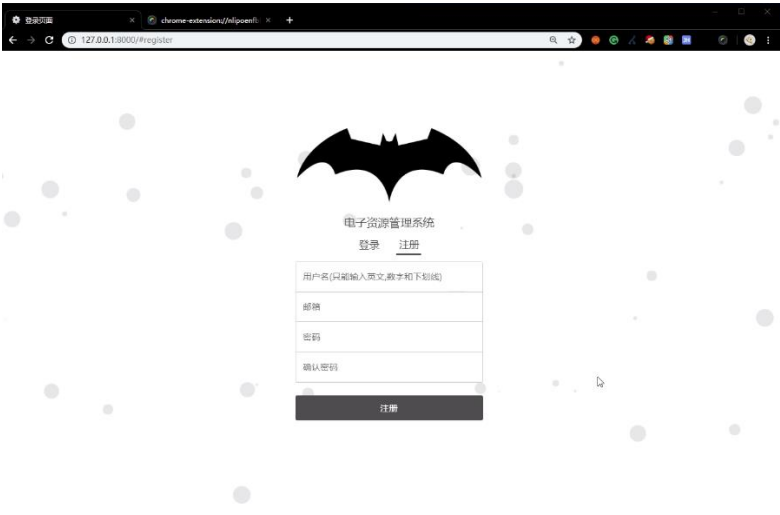 登录页面
chrome-extension://nlipoenfb
127.0.0.1:8000/#register
电子资源管理系统
登录 注册
用户名(只能输入英文,数字和下划线)
邮箱
密码
确认密码
注册